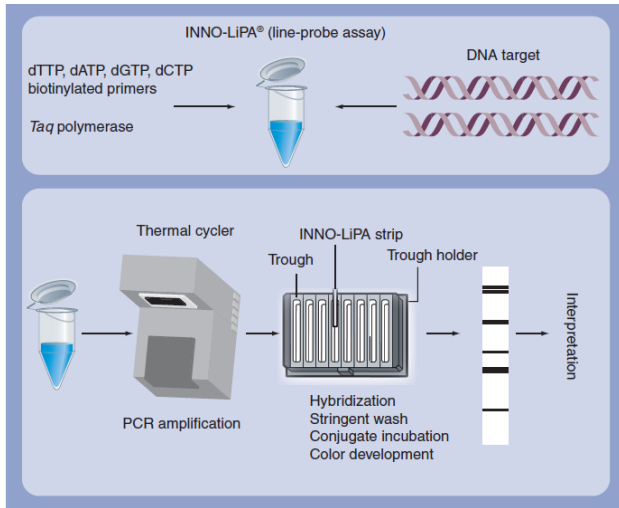 INNO-LiPA® (line-probe assay)
dTTP, dATP, dGTP, dCTP
biotinylated primers
Taq polymerase
DNA target
Thermal cycler
INNO-LiPA strip
Trough
Trough holder
PCR amplification
Hybridization
Stringent wash
Conjugate incubation
Color development
Interpretation